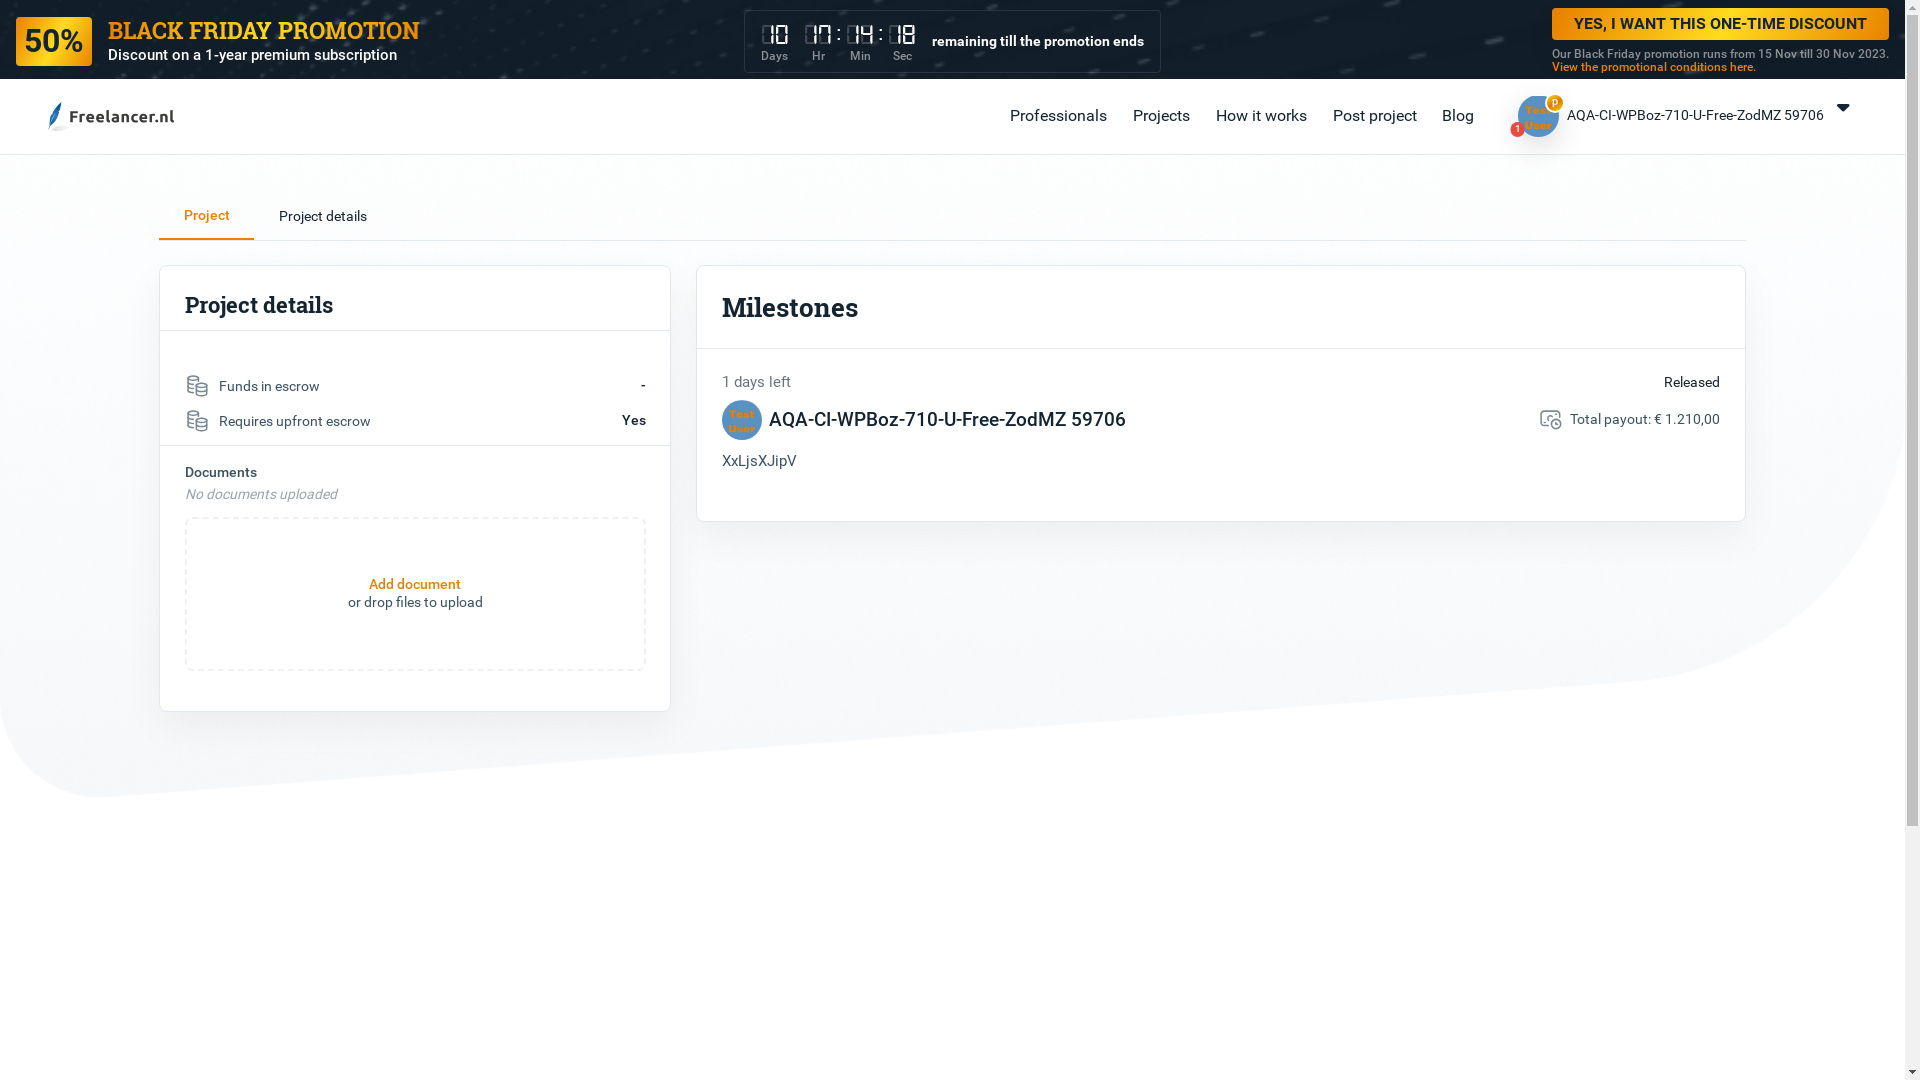 50%
BLACK FRIDAY PROMOTION
Discount on a 1-year premium subscription
10 17 : 14 : 18
Days Hr Min Sec
remaining till the promotion ends
YES, I WANT THIS ONE-TIME DISCOUNT
Our Black Friday promotion runs from 15 Nov till 30 Nov 2023.
View the promotional conditions here.
Freelancer.nl
Professionals Projects How it works Post project Blog
Test
User
P
1
AQA-CI-WPBoz-710-U-Free-ZodMZ 59706
Project Project details
Project details
Funds in escrow -
Requires upfront escrow Yes
Documents
No documents uploaded
Add document
or drop files to upload
Milestones
1 days left Released
Test
User
AQA-CI-WPBoz-710-U-Free-ZodMZ 59706
Total payout: € 1.210,00
XxLjsXJipV